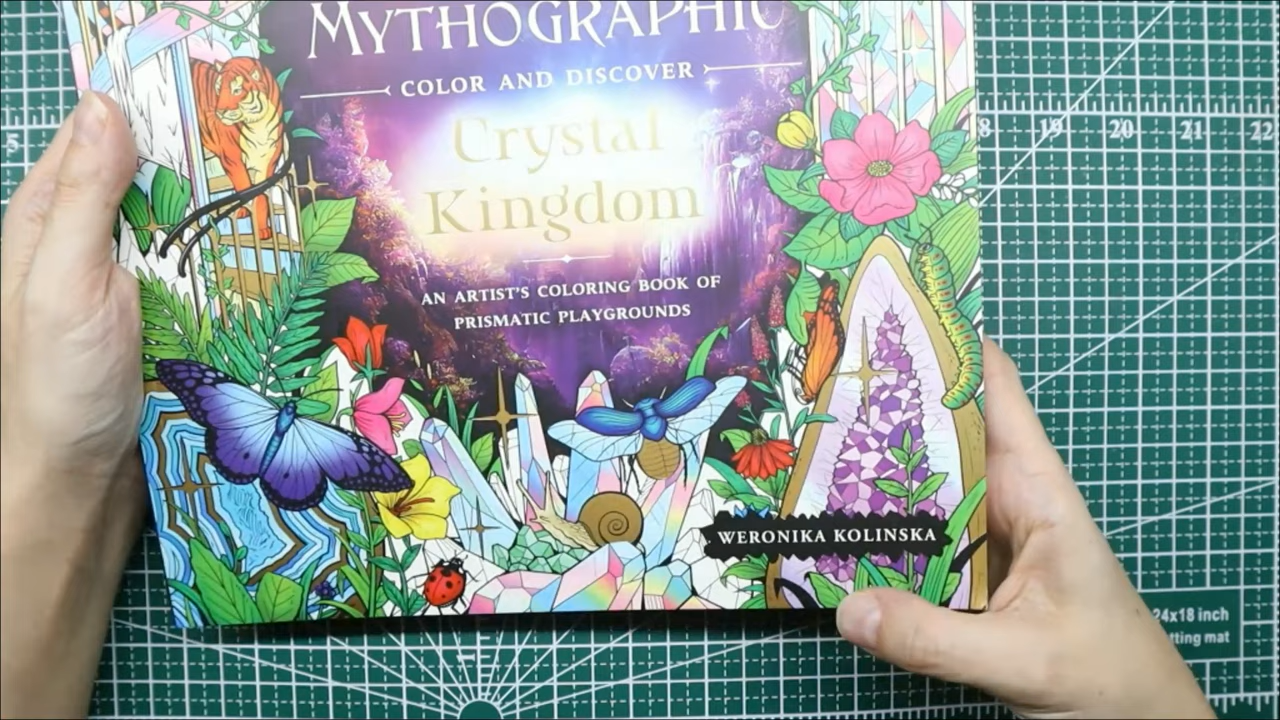 MYTHOGRAPHIC
COLOR AND DISCOVER
Crystal
Kingdom
AN ARTIST'S COLORING BOOK OF
PRISMATIC PLAYGROUNDS
WERONIKA KOLINSKA
5
8 19 20 21 22
24x18 inch
tting mat